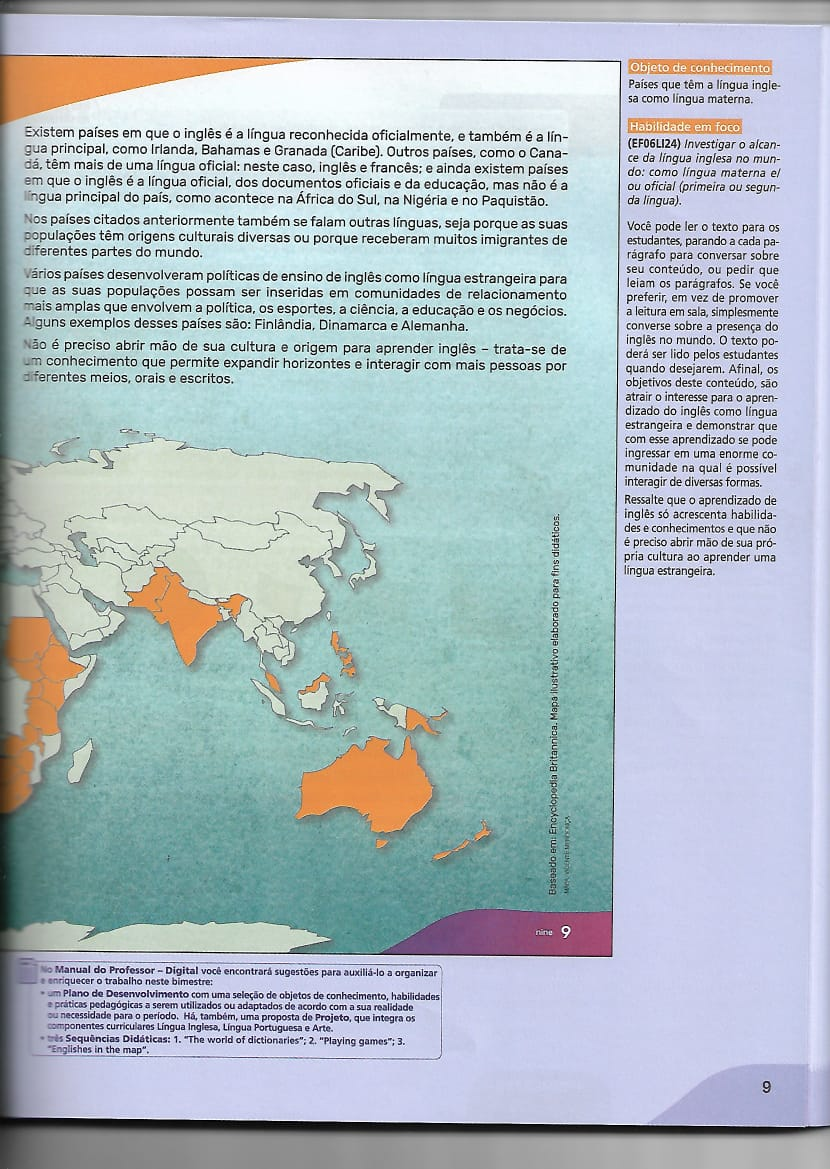 Existem países em que o inglês é a língua reconhecida oficialmente, e também é a lín-
gua principal, como Irlanda, Bahamas e Granada (Caribe). Outros países, como o Cana-
dá, têm mais de uma língua oficial: neste caso, inglês e francês; e ainda existem países
em que o inglês é a língua oficial, dos documentos oficiais e da educação, mas não é a
língua principal do país, como acontece na África do Sul, na Nigéria e no Paquistão.
Nos países citados anteriormente também se falam outras línguas, seja porque as suas
populações têm origens culturais diversas ou porque receberam muitos imigrantes de
diferentes partes do mundo.
Vários países desenvolveram políticas de ensino de inglês como língua estrangeira para
que as suas populações possam ser inseridas em comunidades de relacionamento
mais amplas que envolvem a política, os esportes, a ciência, a educação e os negócios.
Alguns exemplos desses países são: Finlândia, Dinamarca e Alemanha.
Não é preciso abrir mão de sua cultura e origem para aprender inglês – trata-se de
um conhecimento que permite expandir horizontes e interagir com mais pessoas por
diferentes meios, orais e escritos.
Baseado em: Encyclopedia Britannica. Mapa ilustrativo elaborado para fins didáticos.
nine 9
No Manual do Professor – Digital você encontrará sugestões para auxiliá-lo a organizar
e enriquecer o trabalho neste bimestre:
• um Plano de Desenvolvimento com uma seleção de objetos de conhecimento, habilidades
e práticas pedagógicas a serem utilizados ou adaptados de acordo com a sua realidade
ou necessidade para o período. Há, também, uma proposta de Projeto, que integra os
componentes curriculares Língua Inglesa, Língua Portuguesa e Arte.
• três Sequências Didáticas: 1. "The world of dictionaries"; 2. "Playing games"; 3.
"Englishes in the map".
Objeto de conhecimento
Países que têm a língua ingle-
sa como língua materna.
Habilidade em foco
(EF06LI24) Investigar o alcan-
ce da língua inglesa no mun-
do: como língua materna e/
ou oficial (primeira ou segun-
da língua).
Você pode ler o texto para os
estudantes, parando a cada pa-
rágrafo para conversar sobre
seu conteúdo, ou pedir que
leiam os parágrafos. Se você
preferir, em vez de promover
a leitura em sala, simplesmente
converse sobre a presença do
inglês no mundo. O texto po-
derá ser lido pelos estudantes
quando desejarem. Afinal, os
objetivos deste conteúdo, são
atrair o interesse para o apren-
dizado do inglês como língua
estrangeira e demonstrar que
com esse aprendizado se pode
ingressar em uma enorme co-
munidade na qual é possível
interagir de diversas formas.
Ressalte que o aprendizado de
inglês só acrescenta habilida-
des e conhecimentos e que não
é preciso abrir mão de sua pró-
pria cultura ao aprender uma
língua estrangeira.
9